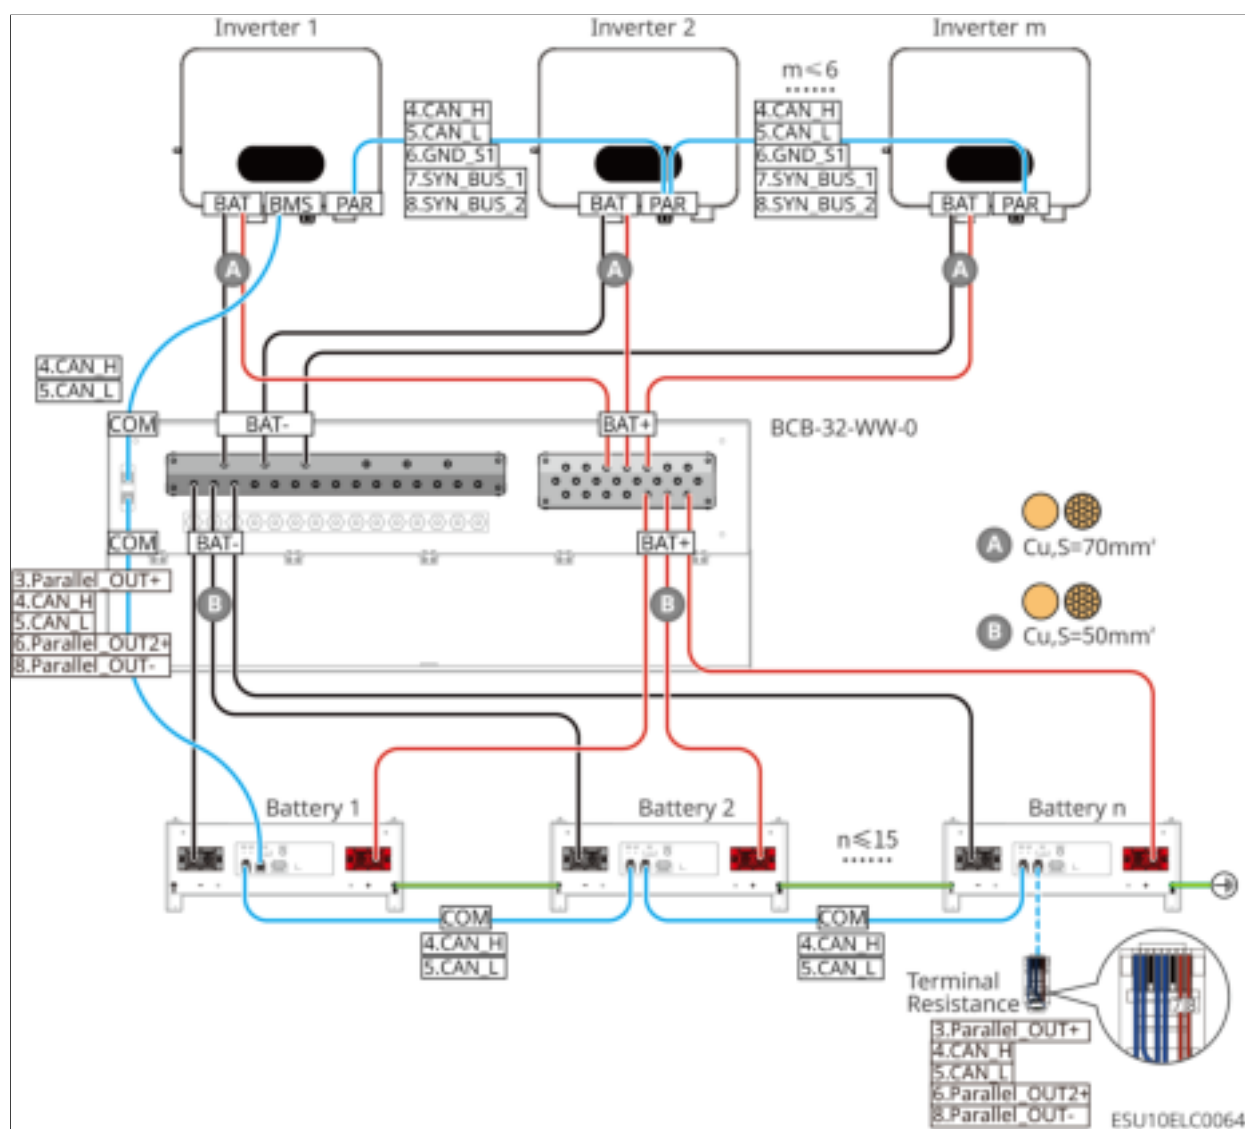 Inverter 1
Inverter 2
Inverter m
m≤6
4.CAN_H
5.CAN_L
6.GND_S1
7.SYN_BUS_1
8.SYN_BUS_2
4.CAN_H
5.CAN_L
6.GND_S1
7.SYN_BUS_1
8.SYN_BUS_2
BAT BMS PAR
BAT PAR
BAT PAR
A
A
A
4.CAN_H
5.CAN_L
COM
BAT-
BAT+
BCB-32-WW-0
COM
BAT-
BAT+
A Cu,S=70mm²
3.Parallel_OUT+
4.CAN_H
5.CAN_L
6.Parallel_OUT2+
8.Parallel_OUT-
B
B
B Cu,S=50mm²
Battery 1
Battery 2
Battery n
n≤15
COM
4.CAN_H
5.CAN_L
COM
4.CAN_H
5.CAN_L
Terminal
Resistance
7 8
3.Parallel_OUT+
4.CAN_H
5.CAN_L
6.Parallel_OUT2+
8.Parallel_OUT-
ESU10ELC0064